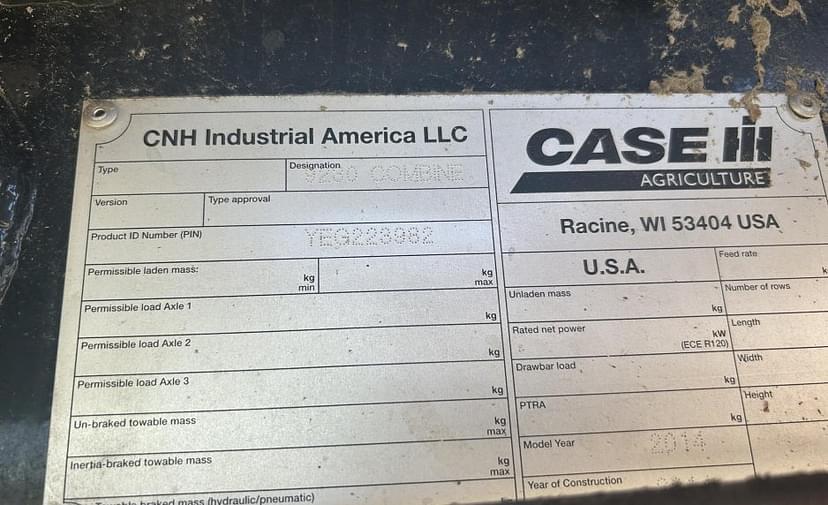 CNH Industrial America LLC
Type
Designation
9230 COMBINE
Version
Type approval
Product ID Number (PIN)
YEG223982
Permissible laden mass:
kg
min
kg
max
Permissible load Axle 1
kg
Permissible load Axle 2
kg
Permissible load Axle 3
kg
Un-braked towable mass
kg
max
Inertia-braked towable mass
kg
max
braked mass (hydraulic/pneumatic)
CASE IH
AGRICULTURE
Racine, WI 53404 USA
U.S.A.
Feed rate
Unladen mass
kg
Number of rows
Rated net power
kW
(ECE R120)
Length
Drawbar load
kg
Width
PTRA
kg
Height
Model Year
2014
Year of Construction